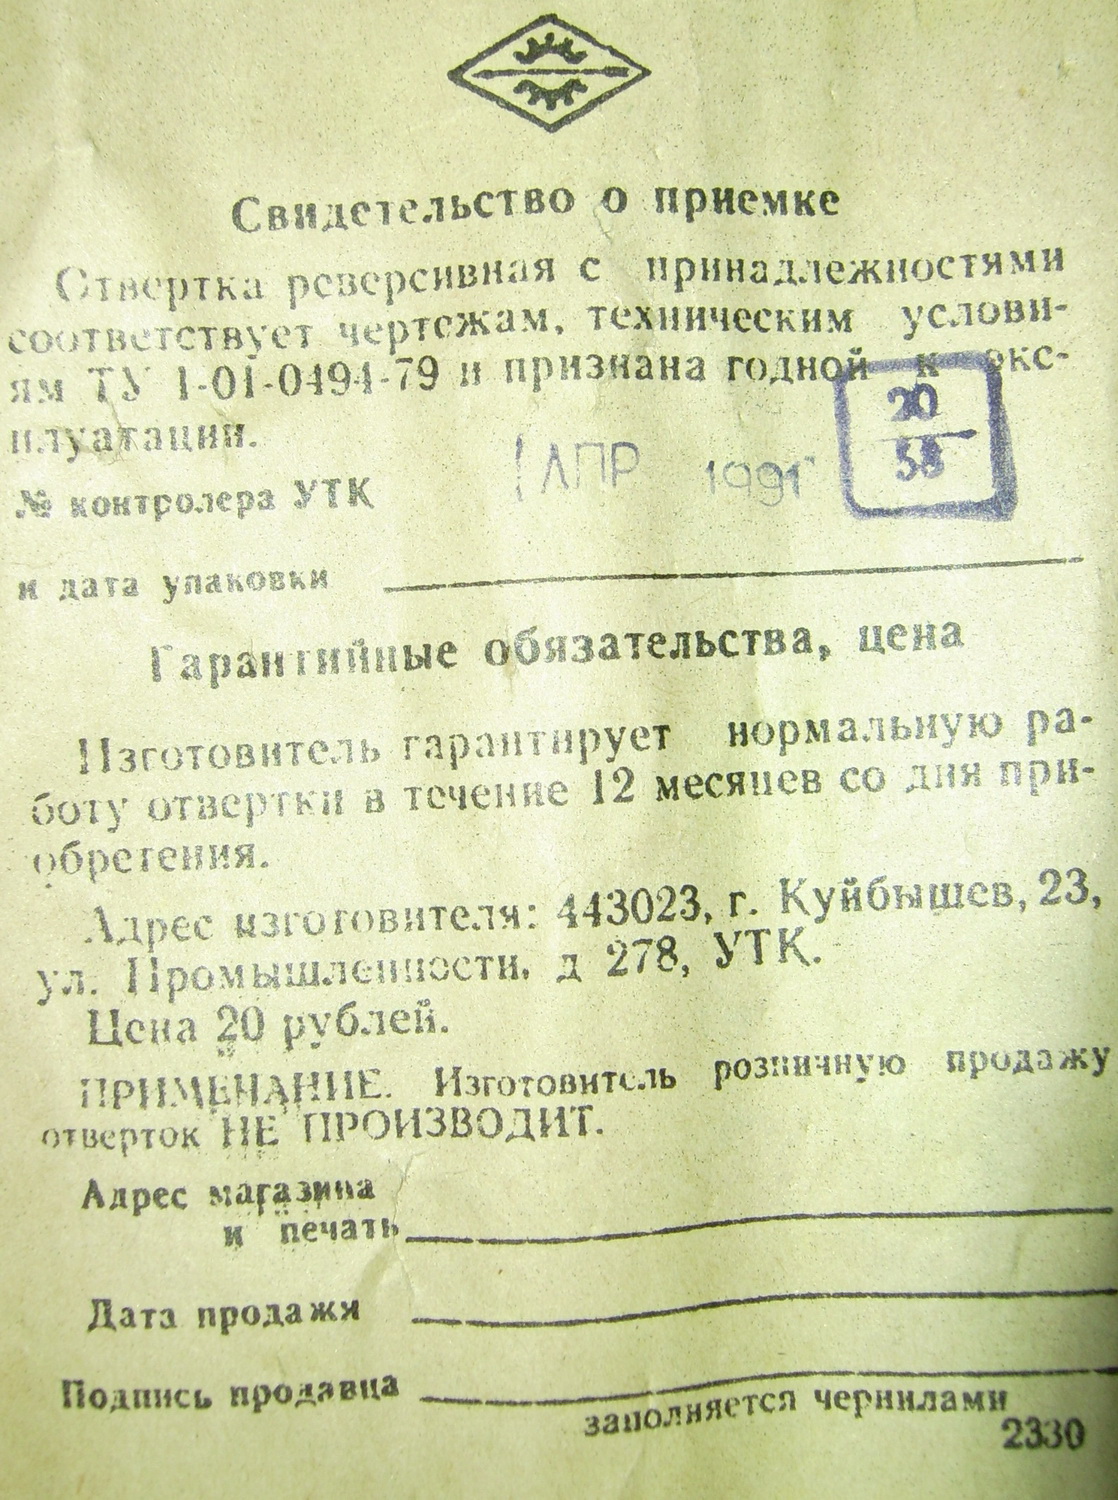 Свидетельство о приемке
Отвертка реверсивная с принадлежностями
соответствует чертежам, техническим услови-
ям ТУ 1-01-0494-79 и признана годной к экс-
плуатации.
20
58
1 АПР 1991
№ контролера УТК
и дата упаковки
Гарантийные обязательства, цена
Изготовитель гарантирует нормальную ра-
боту отвертки в течение 12 месяцев со дня при-
обретения.
Адрес изготовителя: 443023, г. Куйбышев, 23,
ул. Промышленности, д 278, УТК.
Цена 20 рублей.
ПРИМЕЧАНИЕ. Изготовитель розничную продажу
отверток НЕ ПРОИЗВОДИТ.
Адрес магазина
и печать
Дата продажи
Подпись продавца
заполняется чернилами
2330